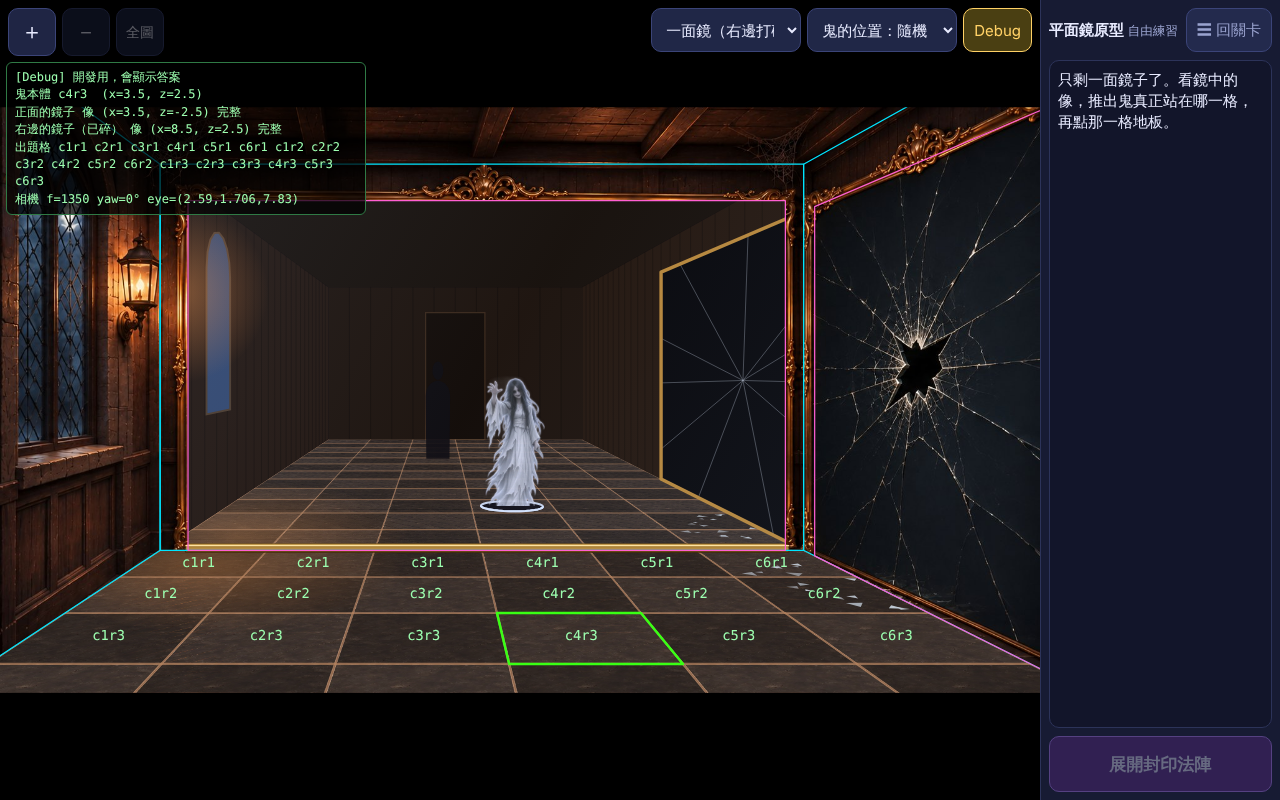 ＋
−
全圖
一面鏡（右邊打
鬼的位置：隨機
Debug
平面鏡原型 自由練習
☰ 回關卡
[Debug] 開發用，會顯示答案
鬼本體 c4r3 (x=3.5, z=2.5)
正面的鏡子 像 (x=3.5, z=-2.5) 完整
右邊的鏡子（已碎） 像 (x=8.5, z=2.5) 完整
出題格 c1r1 c2r1 c3r1 c4r1 c5r1 c6r1 c1r2 c2r2
c3r2 c4r2 c5r2 c6r2 c1r3 c2r3 c3r3 c4r3 c5r3
c6r3
相機 f=1350 yaw=0° eye=(2.59,1.706,7.83)
只剩一面鏡子了。看鏡中的
像，推出鬼真正站在哪一格，
再點那一格地板。
c1r1 c2r1 c3r1 c4r1 c5r1 c6r1
c1r2 c2r2 c3r2 c4r2 c5r2 c6r2
c1r3 c2r3 c3r3 c4r3 c5r3 c6r3
展開封印法陣